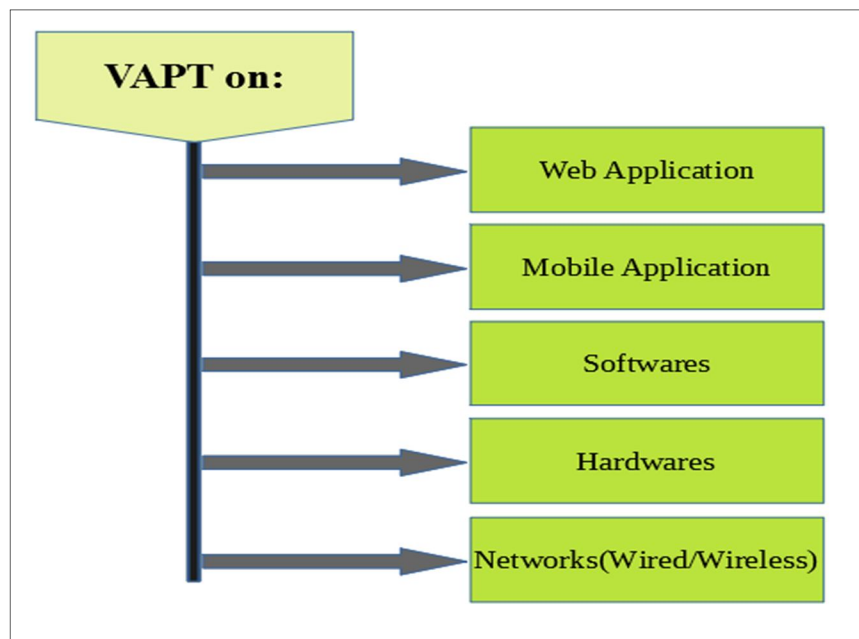 VAPT on:
Web Application
Mobile Application
Softwares
Hardwares
Networks(Wired/Wireless)